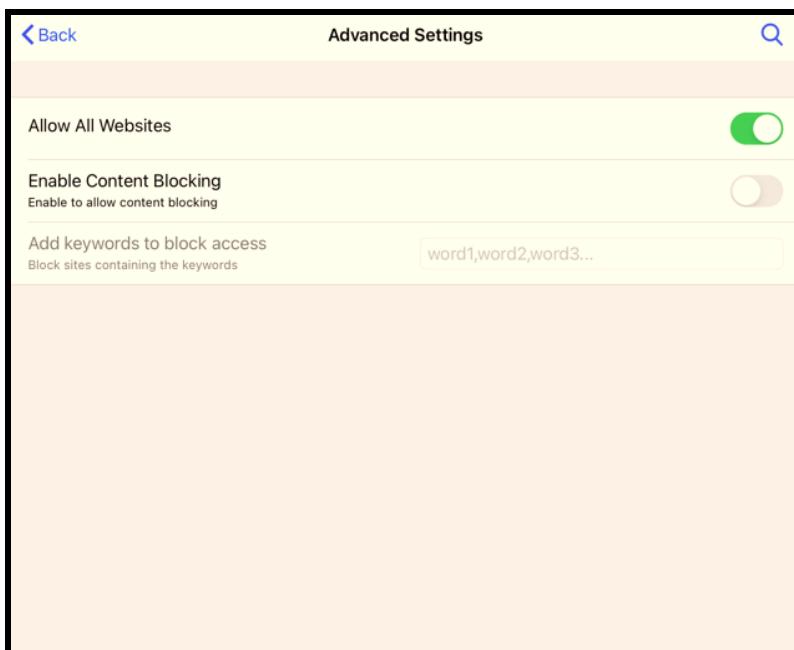 Back
Advanced Settings
Allow All Websites
Enable Content Blocking
Enable to allow content blocking
Add keywords to block access
word1,word2,word3...
Block sites containing the keywords